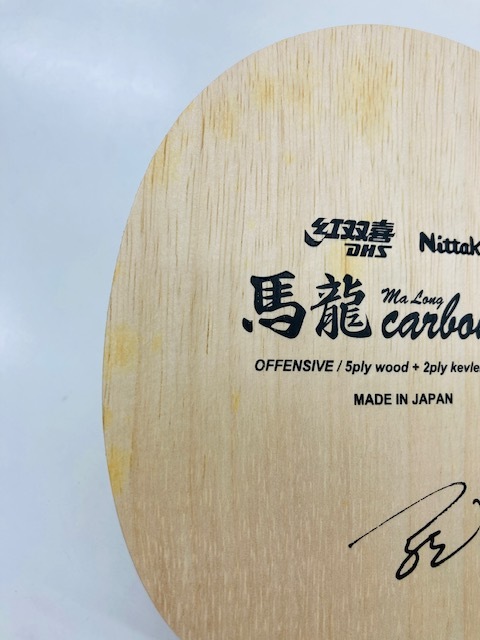 红双喜 Nittak
DHS
馬龍 Ma Long carbo
OFFENSIVE / 5ply wood + 2ply kevle
MADE IN JAPAN